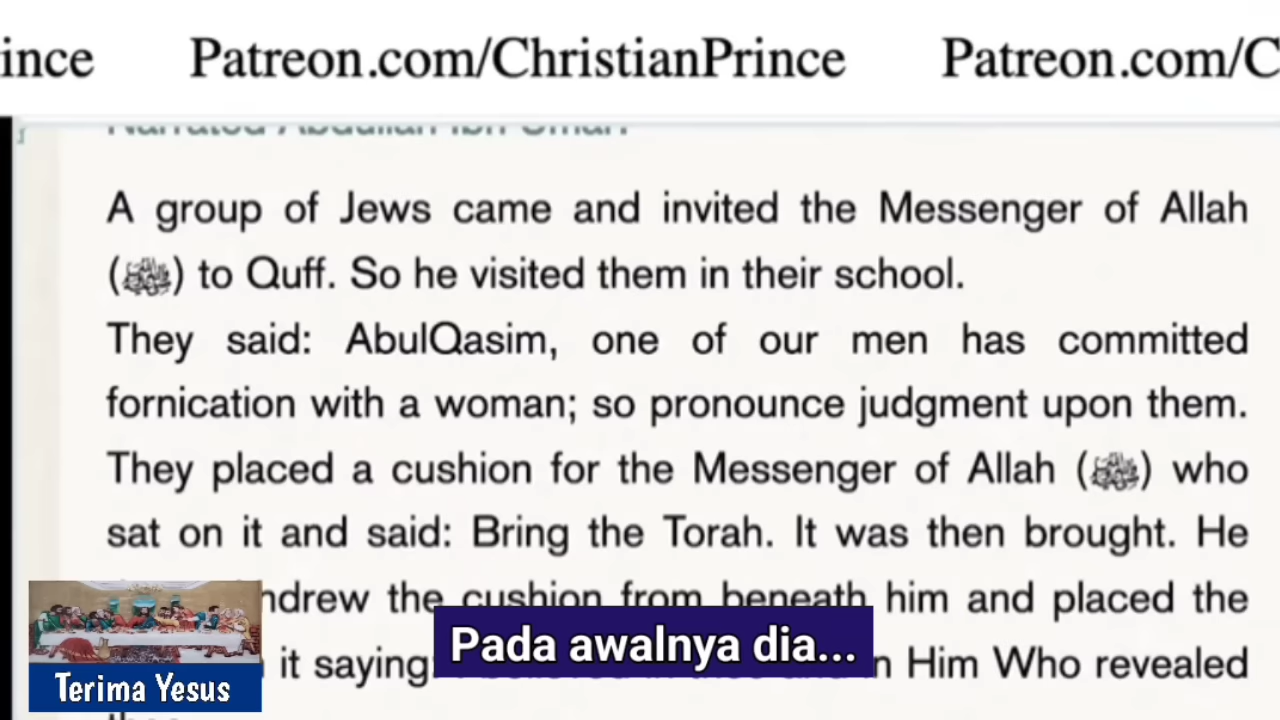 ince Patreon.com/ChristianPrince Patreon.com/C
Narrated Abdullah Ibn Umar:
A group of Jews came and invited the Messenger of Allah
(ﷺ) to Quff. So he visited them in their school.
They said: AbulQasim, one of our men has committed
fornication with a woman; so pronounce judgment upon them.
They placed a cushion for the Messenger of Allah (ﷺ) who
sat on it and said: Bring the Torah. It was then brought. He
ndrew the cushion from beneath him and placed the
it saying: n Him Who revealed
Pada awalnya dia...
Terima Yesus